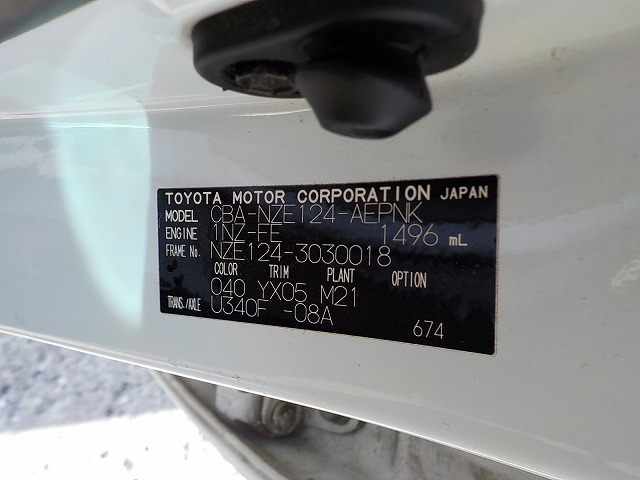 TOYOTA MOTOR CORPORATION JAPAN
MODEL CBA-NZE124-AEPNK
ENGINE 1NZ-FE 1496 mL
FRAME No. NZE124-3030018
COLOR TRIM PLANT OPTION
040 YX05 M21
TRANS./AXLE U340F -08A
674